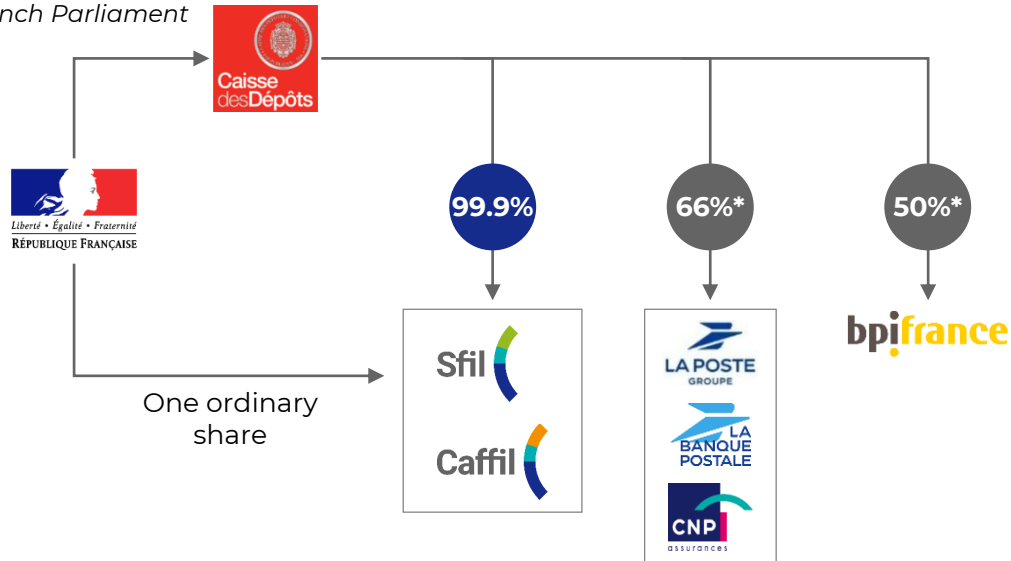 French Parliament
Caisse
desDépôts
Liberté • Égalité • Fraternité
RÉPUBLIQUE FRANÇAISE
99.9%
66%*
50%*
One ordinary
share
Sfil
Caffil
LA POSTE
GROUPE
LA
BANQUE
POSTALE
CNP
assurances
bpifrance